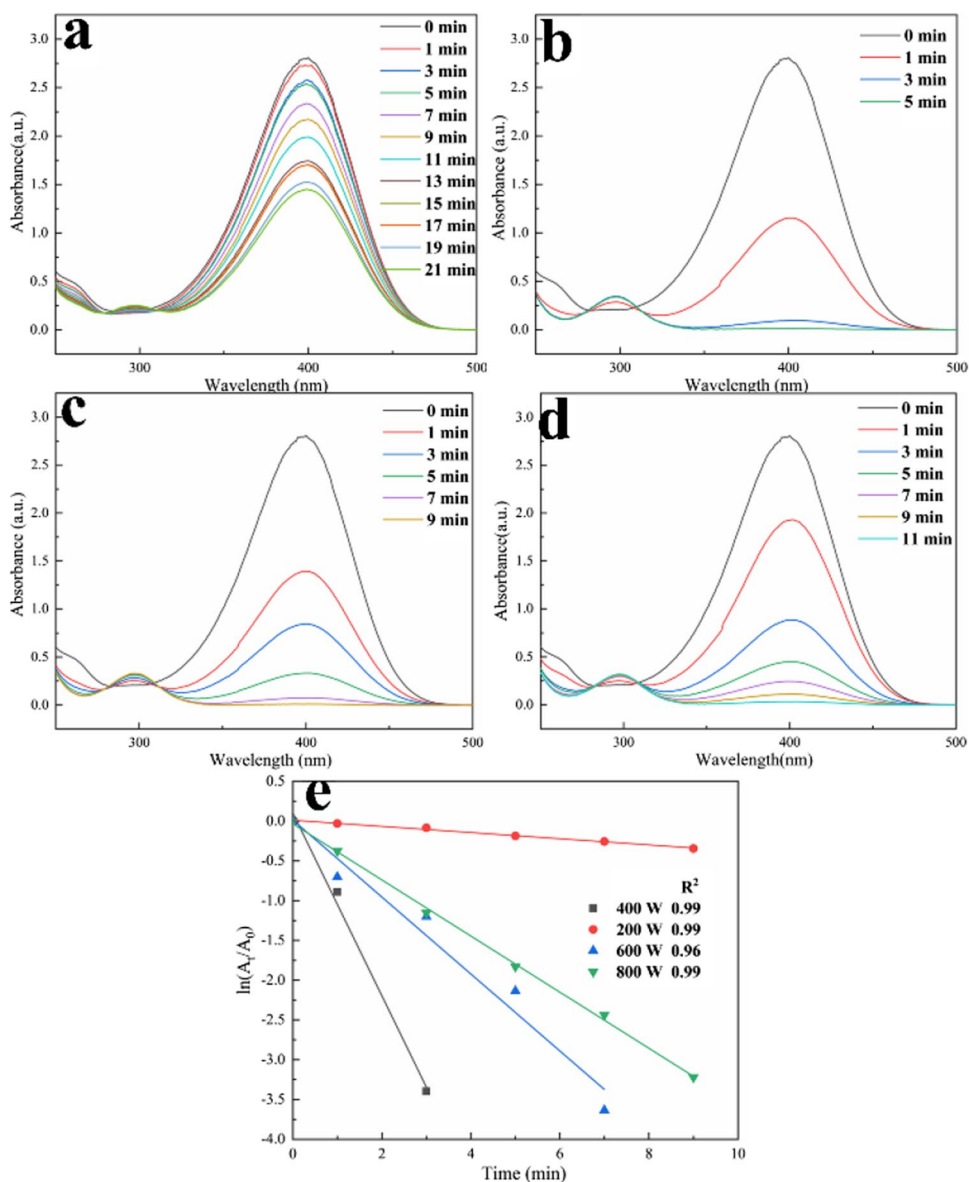 a
0 min
1 min
3 min
5 min
7 min
9 min
11 min
13 min
15 min
17 min
19 min
21 min
3.0
2.5
2.0
1.5
1.0
0.5
0.0
Absorbance(a.u.)
300 400 500
Wavelength (nm)
b
0 min
1 min
3 min
5 min
3.0
2.5
2.0
1.5
1.0
0.5
0.0
Absorbance (a.u.)
300 400 500
Wavelength (nm)
c
0 min
1 min
3 min
5 min
7 min
9 min
3.0
2.5
2.0
1.5
1.0
0.5
0.0
Absorbance (a.u.)
300 400 500
Wavelength (nm)
d
0 min
1 min
3 min
5 min
7 min
9 min
11 min
3.0
2.5
2.0
1.5
1.0
0.5
0.0
Absorbance(a.u.)
300 400 500
Wavelength(nm)
e
0.5
0.0
-0.5
-1.0
-1.5
-2.0
-2.5
-3.0
-3.5
-4.0
ln(At/A0)
R2
400 W 0.99
200 W 0.99
600 W 0.96
800 W 0.99
0 2 4 6 8 10
Time (min)